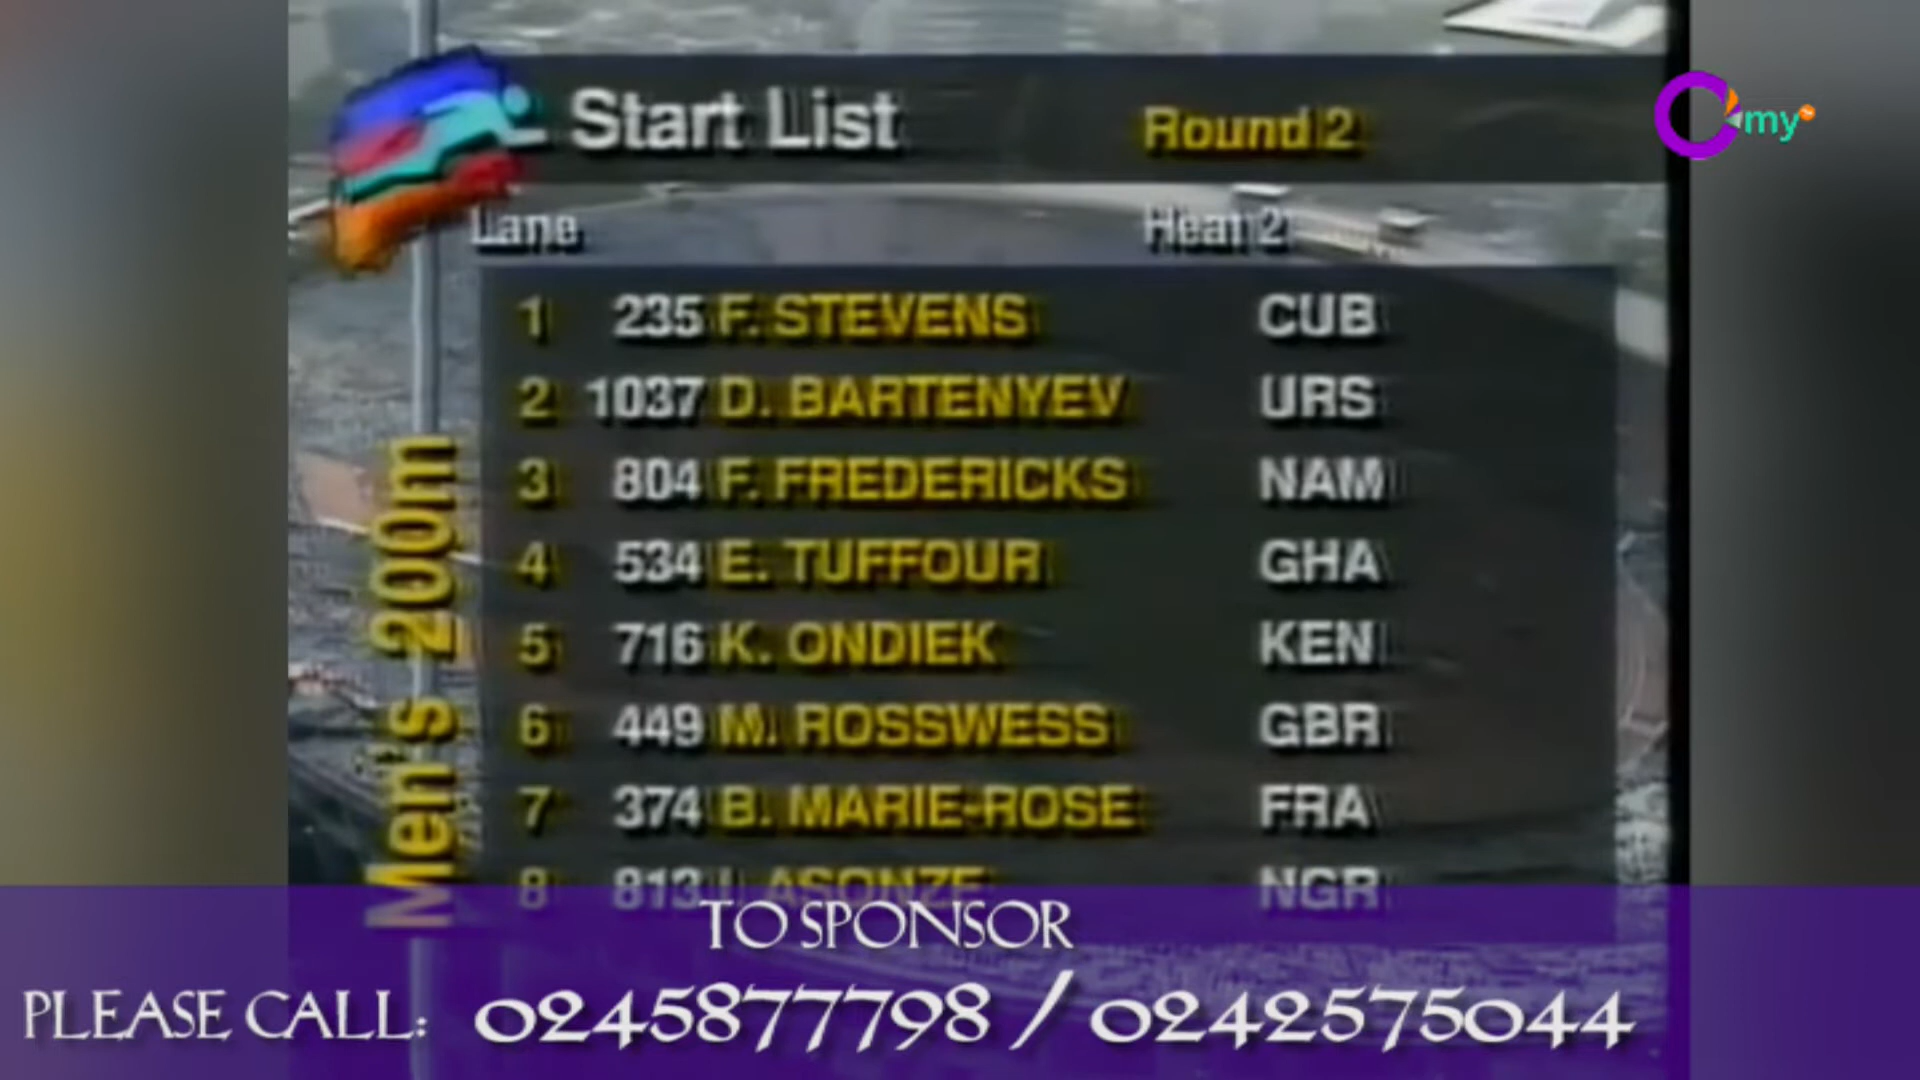 Start List Round 2
my
Lane Heat 2
1 235 F. STEVENS CUB
2 1037 D. BARTENYEV URS
3 804 F. FREDERICKS NAM
4 534 E. TUFFOUR GHA
5 716 K. ONDIEK KEN
6 449 M. ROSSWESS GBR
7 374 B. MARIE-ROSE FRA
8 813 I. ASONZE NGR
Men's 200m
TO SPONSOR
PLEASE CALL: 0245877798 / 0242575044